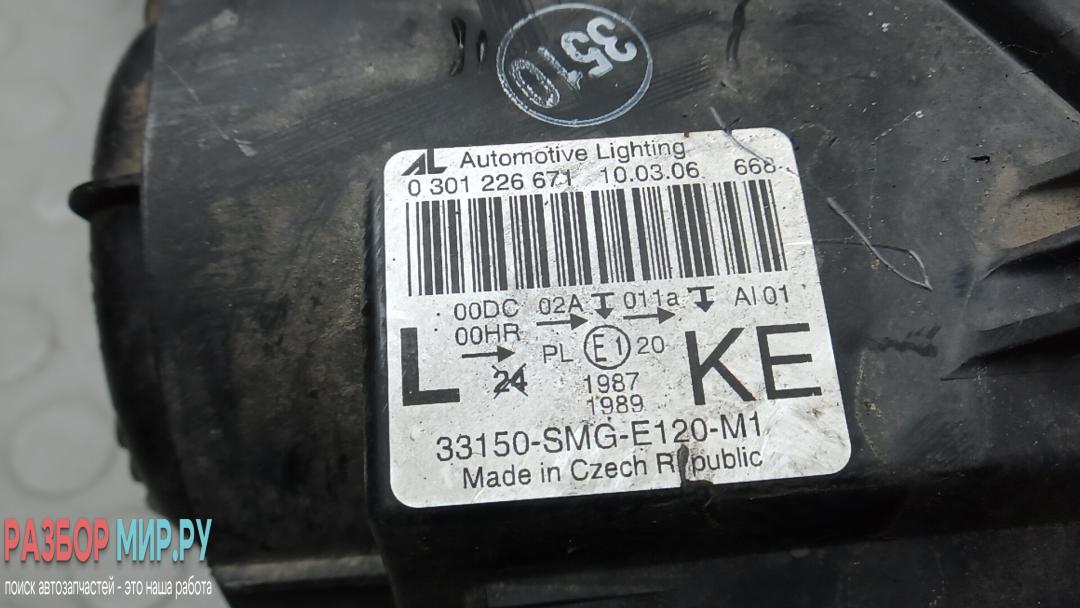 3510
AL Automotive Lighting
0 301 226 671 10.03.06 668
00DC 02A 011a AI 01
00HR
L PL E1 20 KE
24 1987
1989
33150-SMG-E120-M1
Made in Czech Republic
РАЗБОР МИР.РУ
поиск автозапчастей - это наша работа